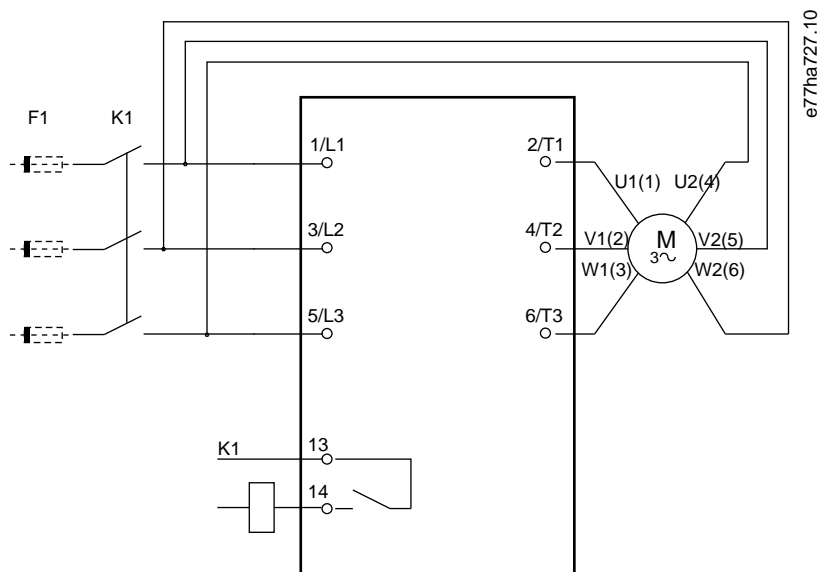 e77ha727.10
F1 K1
1/L1 2/T1
U1(1) U2(4)
3/L2 4/T2 V1(2) M V2(5)
3~
W1(3) W2(6)
5/L3 6/T3
K1 13
14